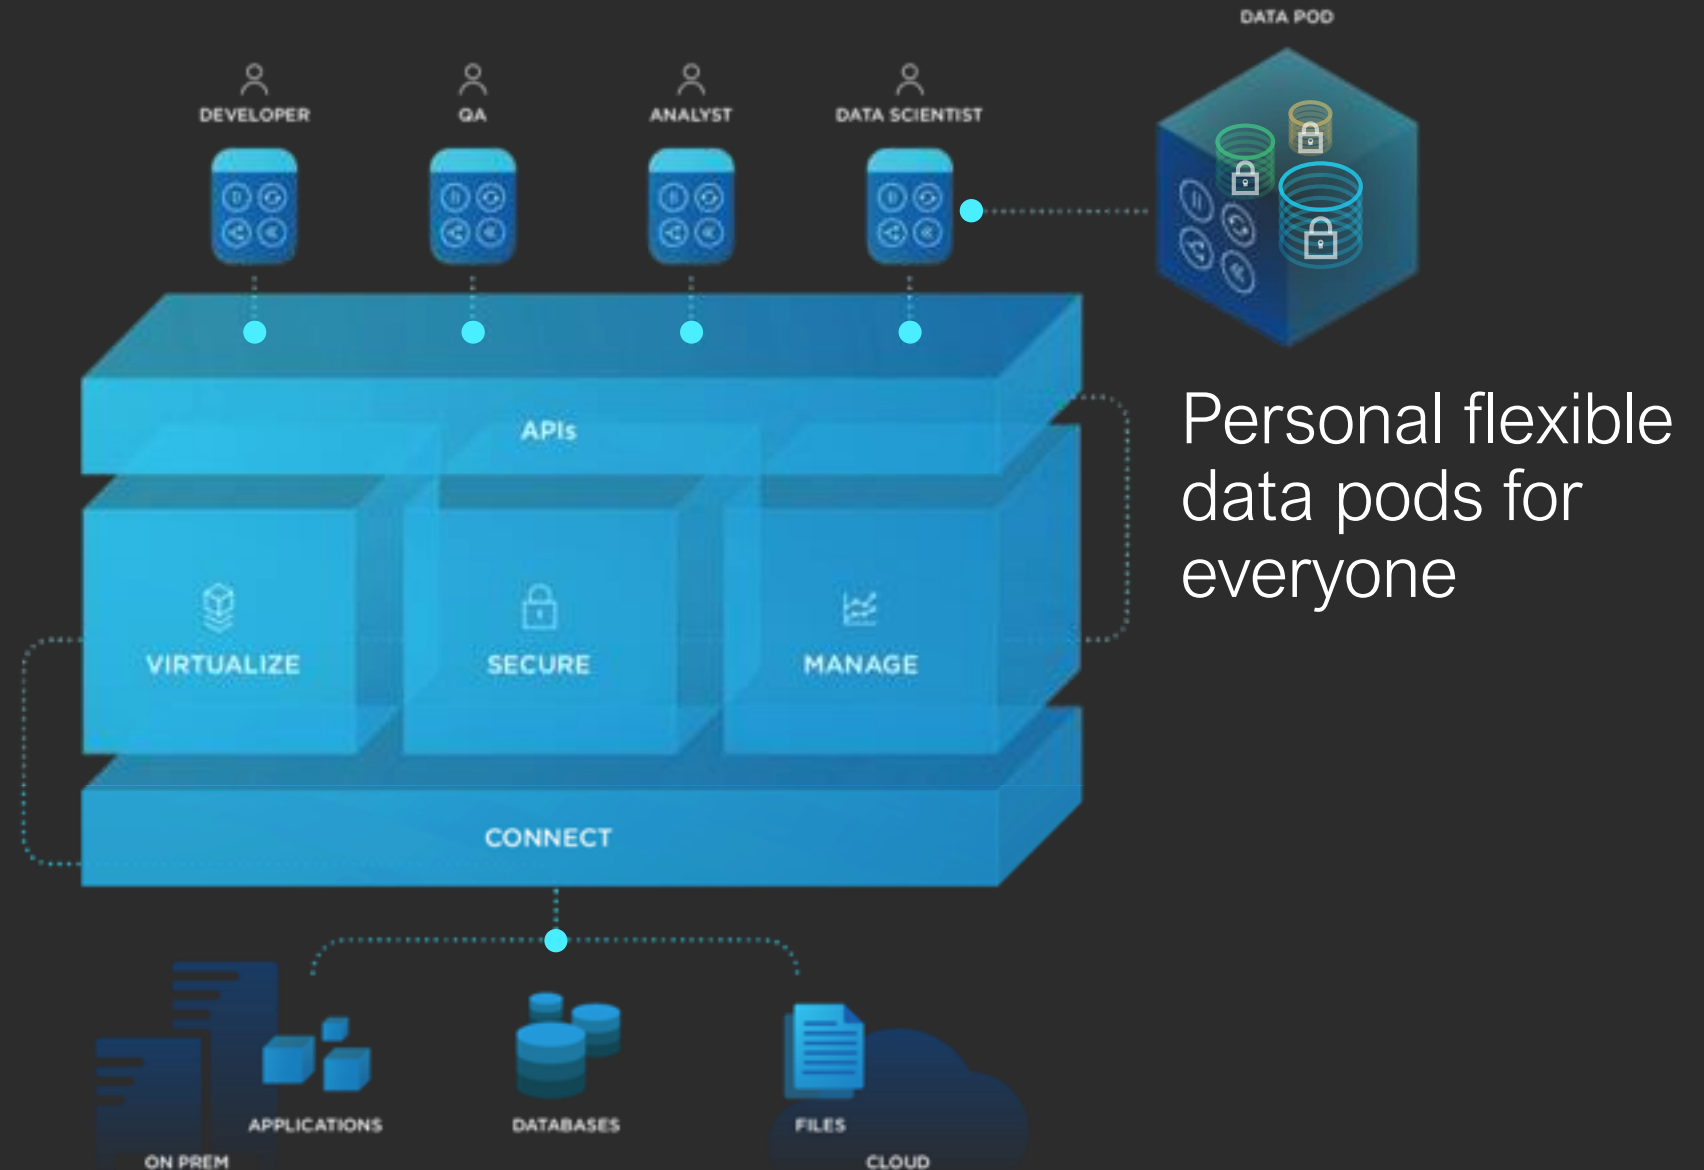 DATA POD
DEVELOPER
QA
ANALYST
DATA SCIENTIST
APIs
Personal flexible
data pods for
everyone
VIRTUALIZE
SECURE
MANAGE
CONNECT
APPLICATIONS
DATABASES
FILES
ON PREM
CLOUD